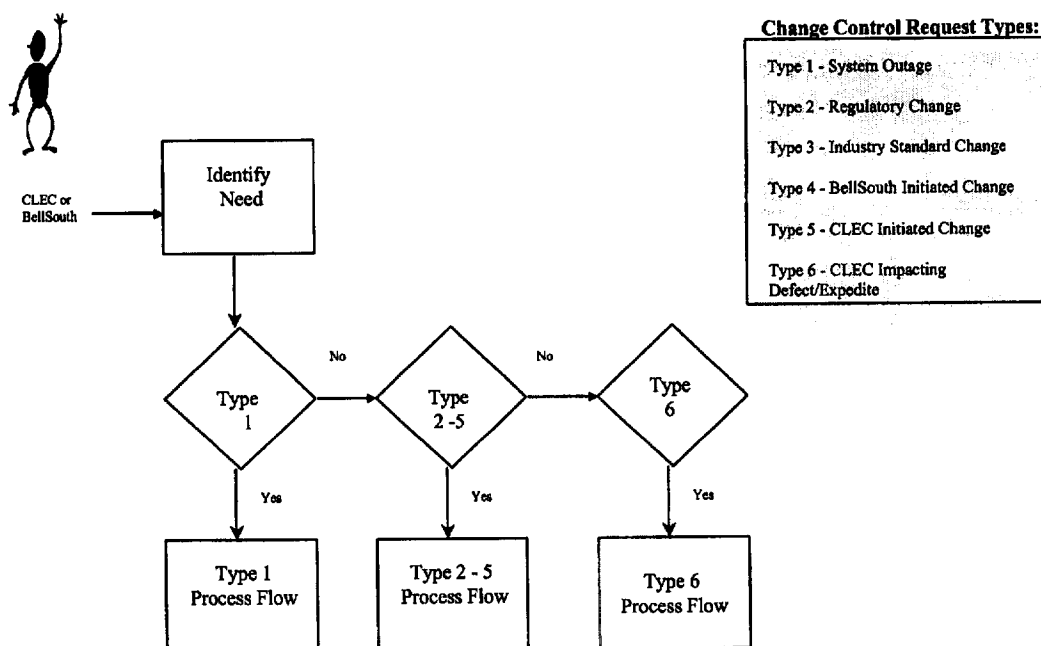 Change Control Request Types:
Type 1 - System Outage
Type 2 - Regulatory Change
Type 3 - Industry Standard Change
Type 4 - BellSouth Initiated Change
Type 5 - CLEC Initiated Change
Type 6 - CLEC Impacting
Defect/Expedite
CLEC or
BellSouth
Identify
Need
Type
1
No
Type
2 -5
No
Type
6
Yes
Yes
Yes
Type 1
Process Flow
Type 2 - 5
Process Flow
Type 6
Process Flow